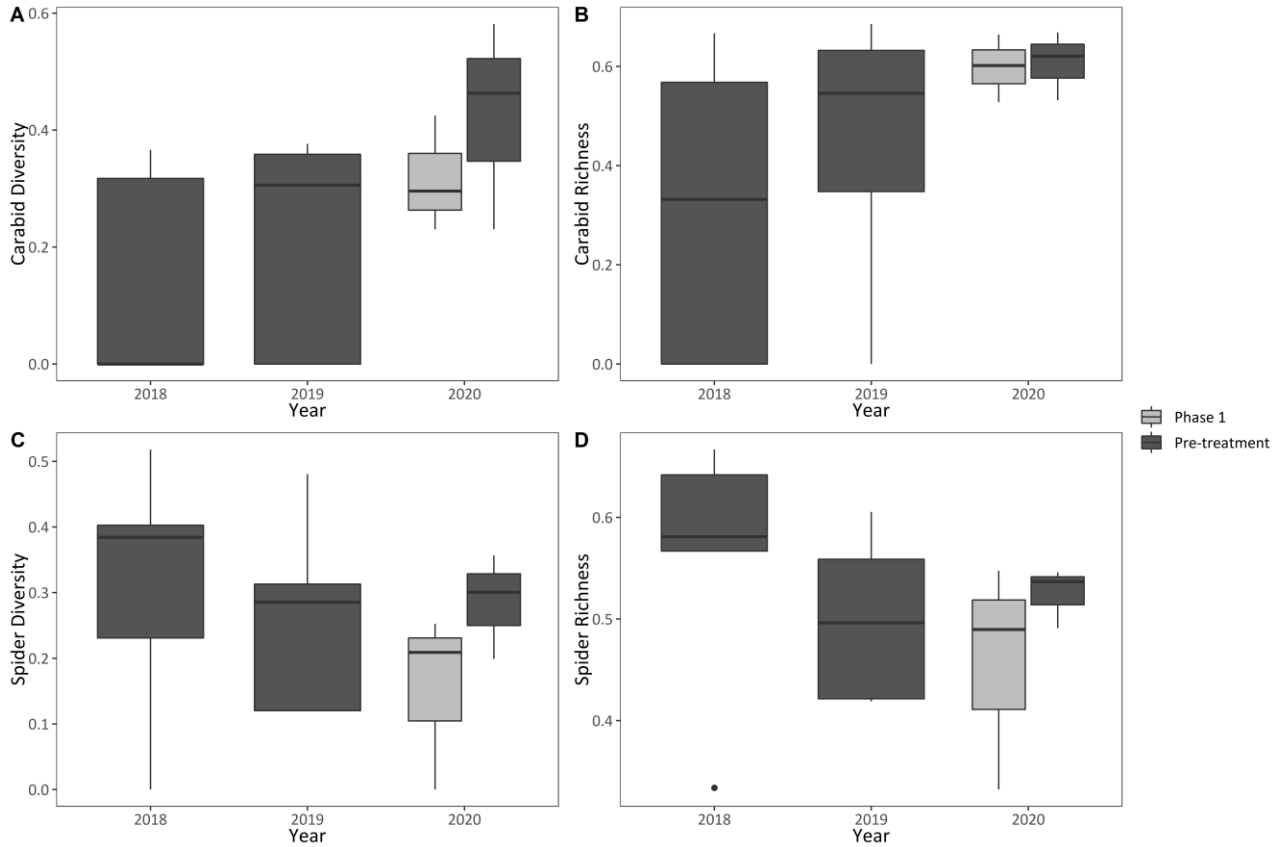 A
Carabid Diversity
0.6
0.4
0.2
0.0
2018
2019
2020
Year
B
Carabid Richness
0.6
0.4
0.2
0.0
2018
2019
2020
Year
Phase 1
Pre-treatment
C
Spider Diversity
0.5
0.4
0.3
0.2
0.1
0.0
2018
2019
2020
Year
D
Spider Richness
0.6
0.5
0.4
2018
2019
2020
Year